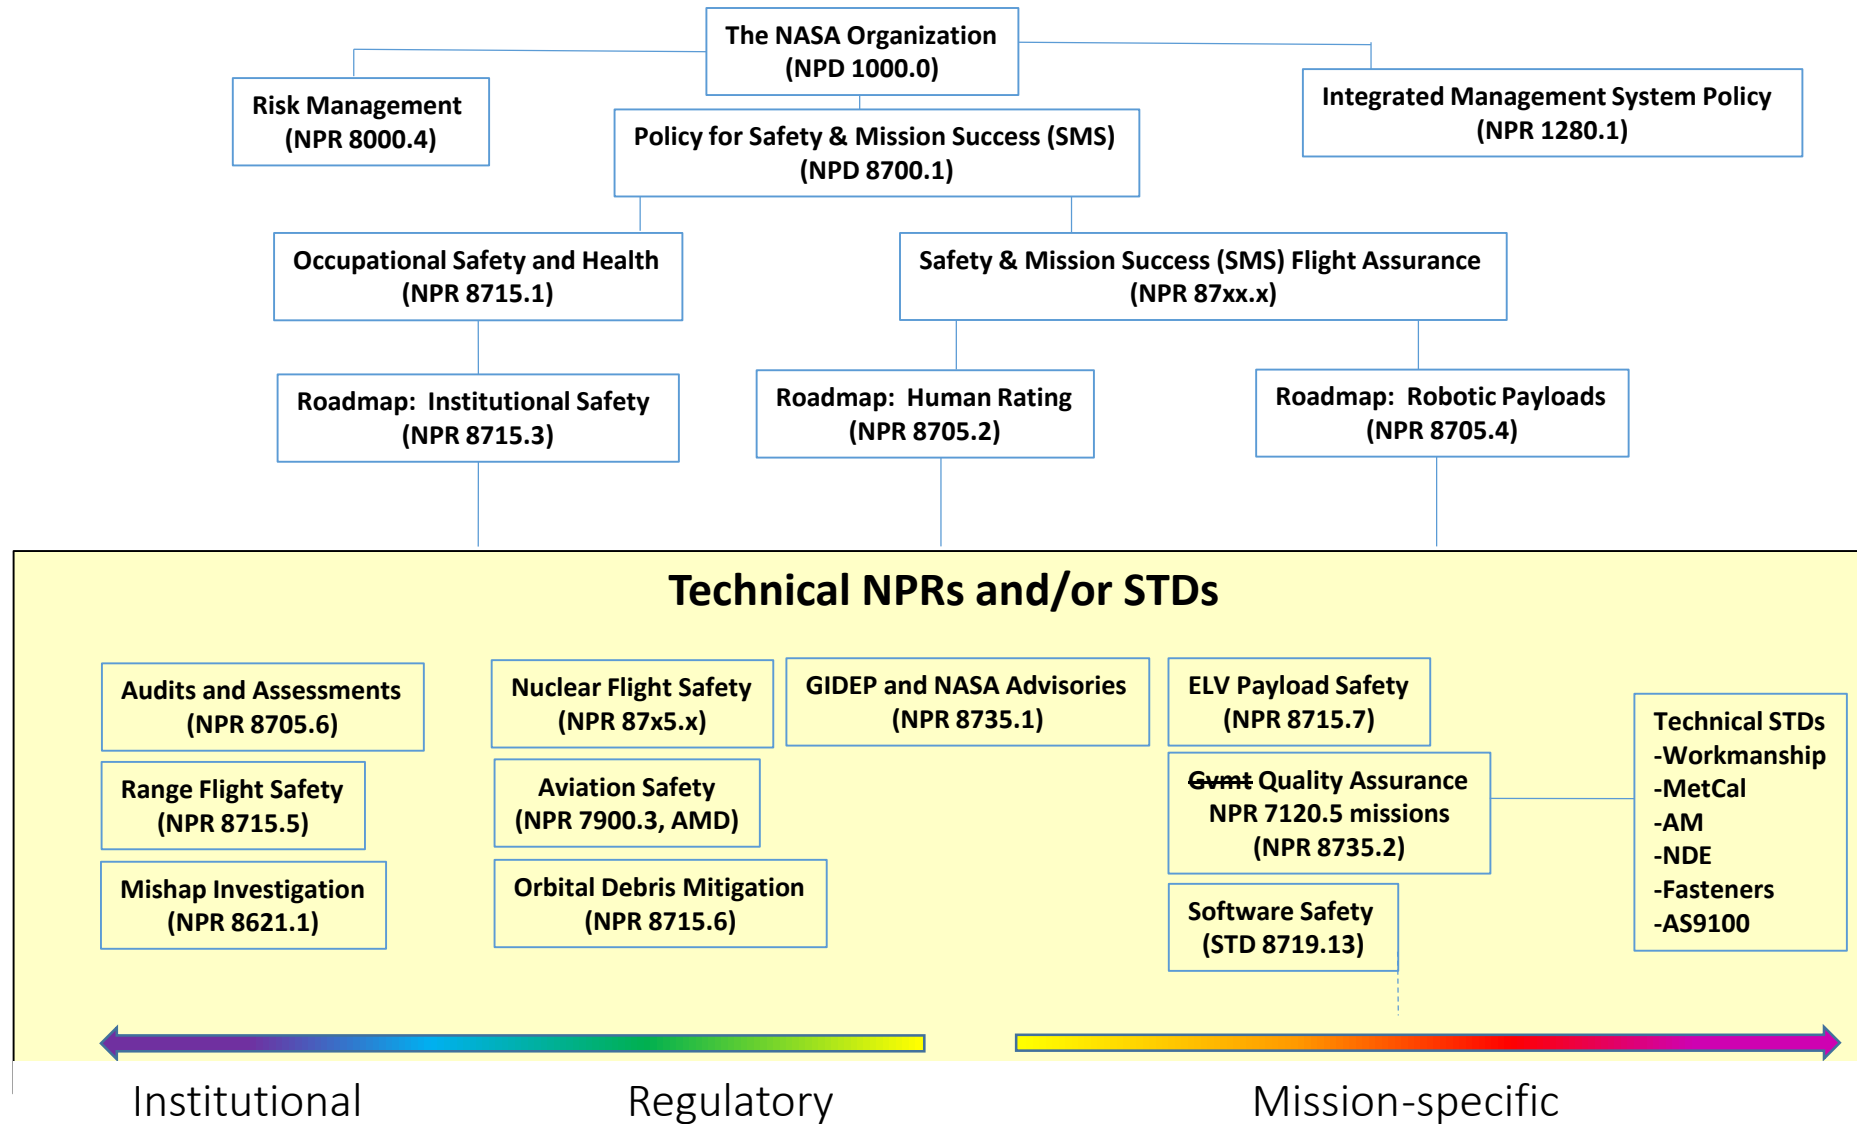 The NASA Organization
(NPD 1000.0)
Risk Management
(NPR 8000.4)
Integrated Management System Policy
(NPR 1280.1)
Policy for Safety & Mission Success (SMS)
(NPD 8700.1)
Occupational Safety and Health
(NPR 8715.1)
Safety & Mission Success (SMS) Flight Assurance
(NPR 87xx.x)
Roadmap:  Institutional Safety
(NPR 8715.3)
Roadmap:  Human Rating
(NPR 8705.2)
Roadmap:  Robotic Payloads
(NPR 8705.4)
Technical NPRs and/or STDs
Audits and Assessments
(NPR 8705.6)
Range Flight Safety
(NPR 8715.5)
Mishap Investigation
(NPR 8621.1)
Nuclear Flight Safety
(NPR 87x5.x)
Aviation Safety
(NPR 7900.3, AMD)
Orbital Debris Mitigation
(NPR 8715.6)
GIDEP and NASA Advisories
(NPR 8735.1)
ELV Payload Safety
(NPR 8715.7)
Gvmt Quality Assurance
NPR 7120.5 missions
(NPR 8735.2)
Software Safety
(STD 8719.13)
Technical STDs
-Workmanship
-MetCal
-AM
-NDE
-Fasteners
-AS9100
Institutional
Regulatory
Mission-specific